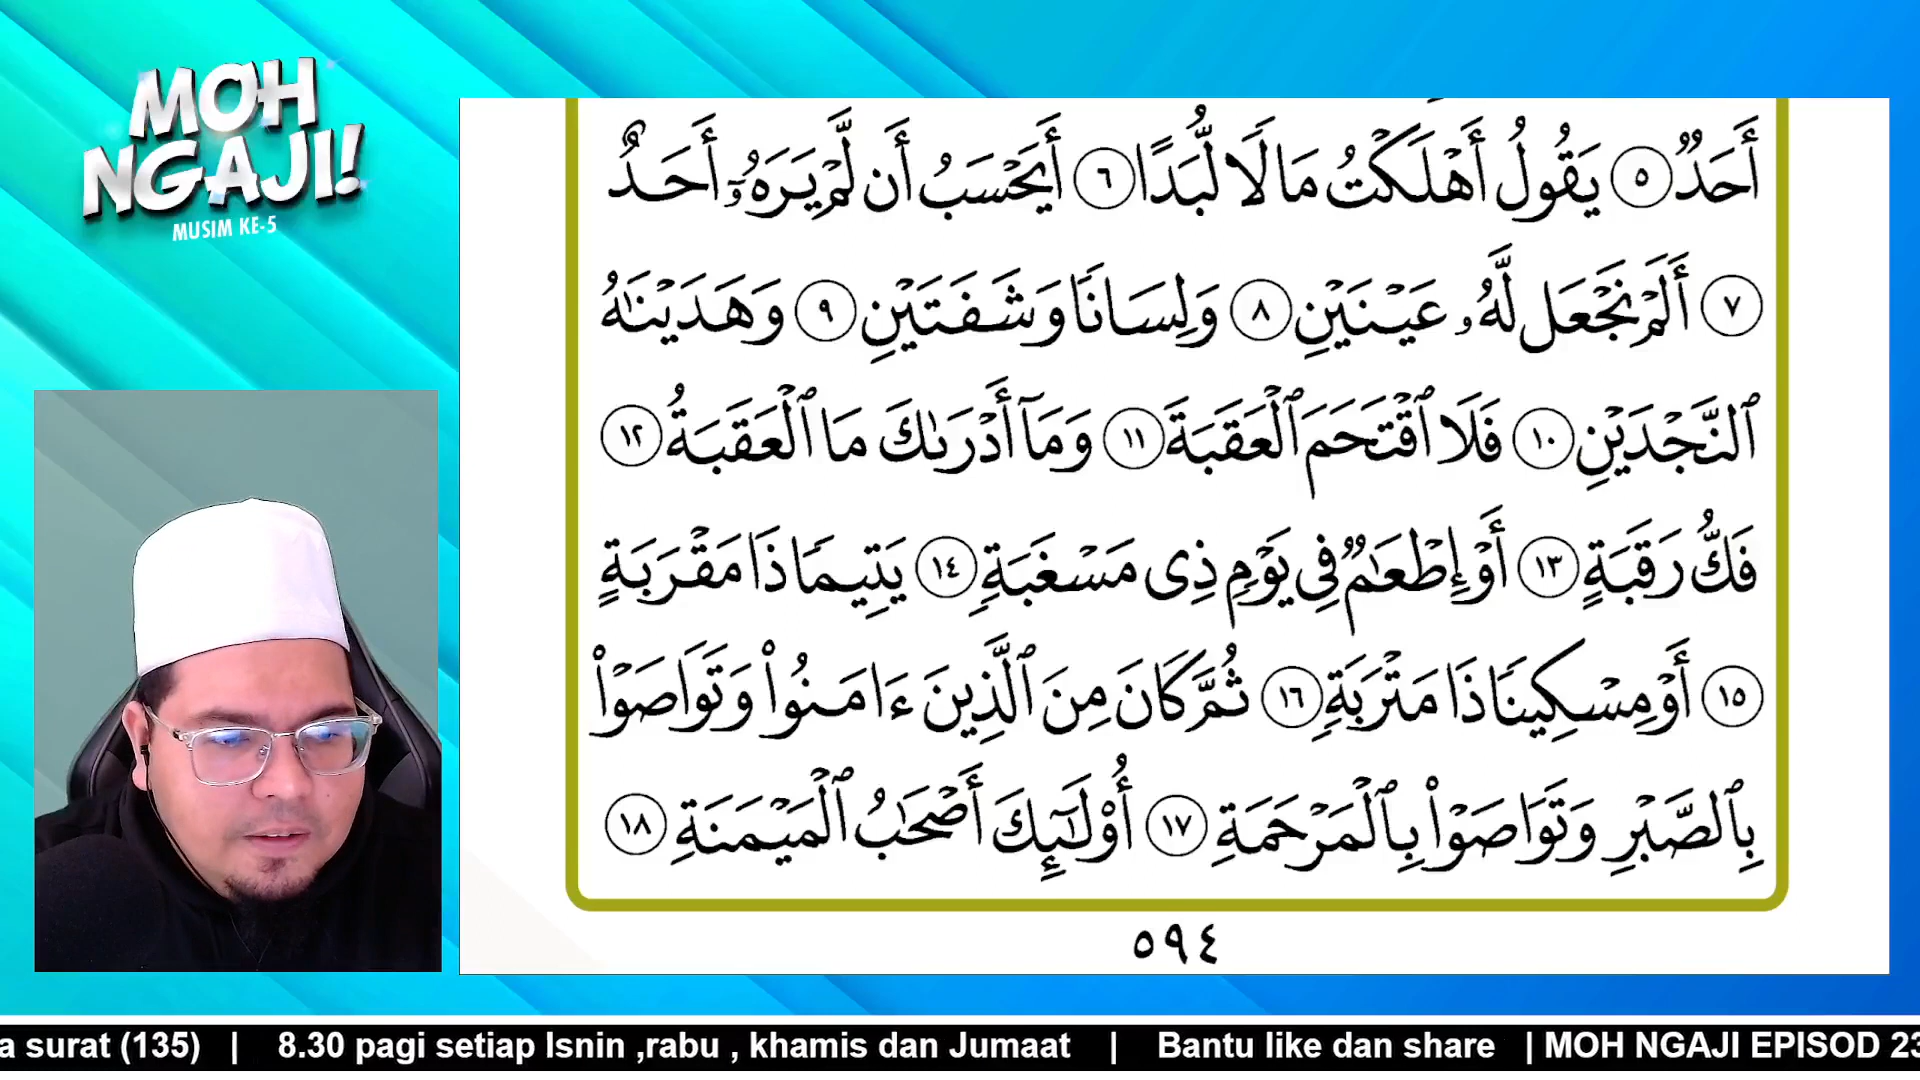 MOH
NGAJI!
MUSIM KE-5
أَحَدٌ ٥ يَقُولُ أَهْلَكْتُ مَالًا لُّبَدًا ٦ أَيَحْسَبُ أَن لَّمْ يَرَهُۥٓ أَحَدٌ
٧ أَلَمْ نَجْعَل لَّهُۥ عَيْنَيْنِ ٨ وَلِسَانًا وَشَفَتَيْنِ ٩ وَهَدَيْنَٰهُ
ٱلنَّجْدَيْنِ ١٠ فَلَا ٱقْتَحَمَ ٱلْعَقَبَةَ ١١ وَمَآ أَدْرَىٰكَ مَا ٱلْعَقَبَةُ ١٢
فَكُّ رَقَبَةٍ ١٣ أَوْ إِطْعَٰمٌ فِى يَوْمٍ ذِى مَسْغَبَةٍ ١٤ يَتِيمًا ذَا مَقْرَبَةٍ
١٥ أَوْ مِسْكِينًا ذَا مَتْرَبَةٍ ١٦ ثُمَّ كَانَ مِنَ ٱلَّذِينَ ءَامَنُوا۟ وَتَوَاصَوْا۟
بِٱلصَّبْرِ وَتَوَاصَوْا۟ بِٱلْمَرْحَمَةِ ١٧ أُو۟لَٰٓئِكَ أَصْحَٰبُ ٱلْمَيْمَنَةِ ١٨
٥٩٤
a surat (135) | 8.30 pagi setiap Isnin ,rabu , khamis dan Jumaat | Bantu like dan share | MOH NGAJI EPISOD 23